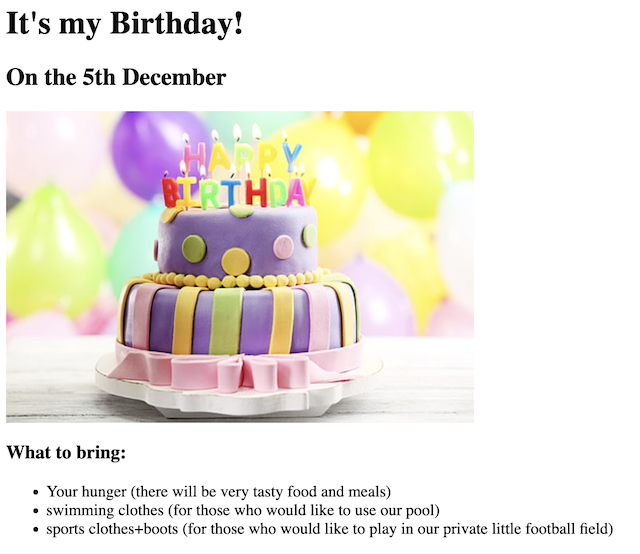 It's my Birthday!
On the 5th December
HAPPY
BIRTHDAY
What to bring:
Your hunger (there will be very tasty food and meals)
swimming clothes (for those who would like to use our pool)
sports clothes+boots (for those who would like to play in our private little football field)